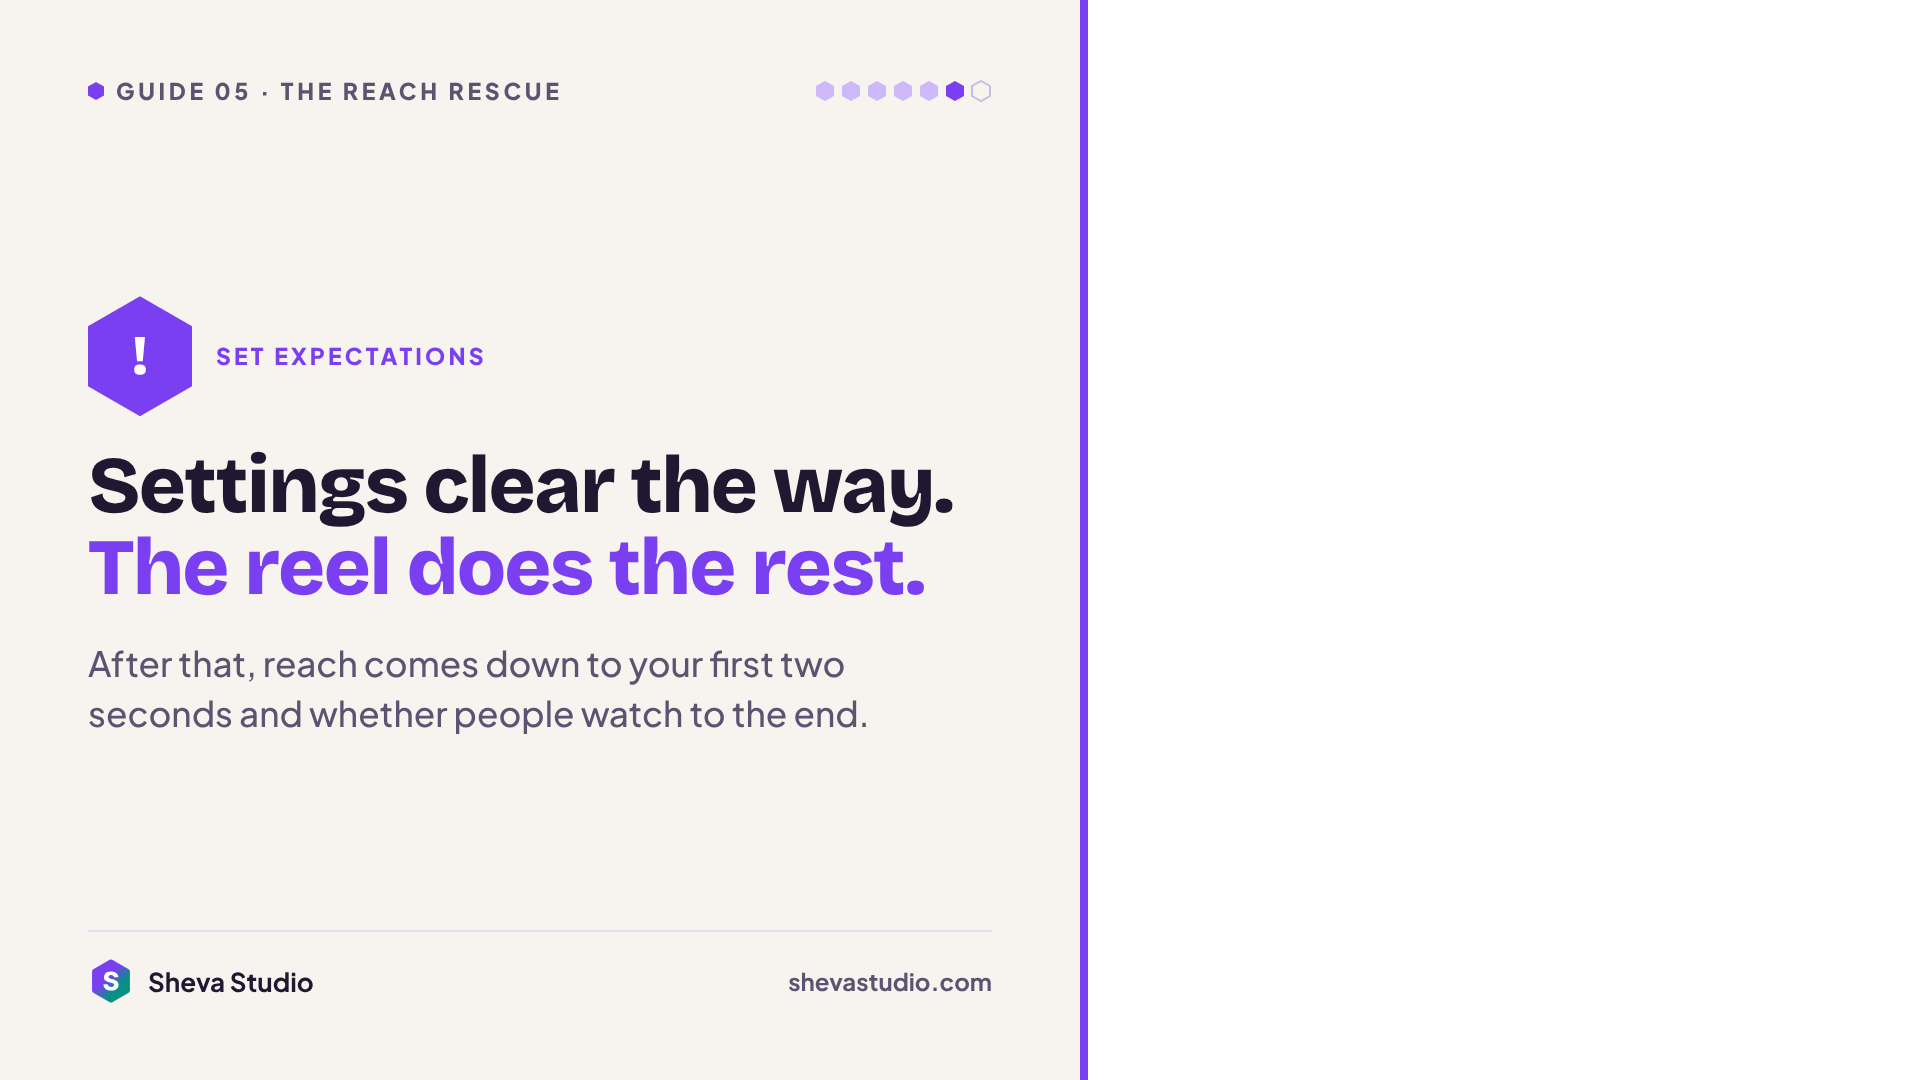 GUIDE 05 · THE REACH RESCUE
!
SET EXPECTATIONS
Settings clear the way.
The reel does the rest.
After that, reach comes down to your first two
seconds and whether people watch to the end.
S
Sheva Studio
shevastudio.com